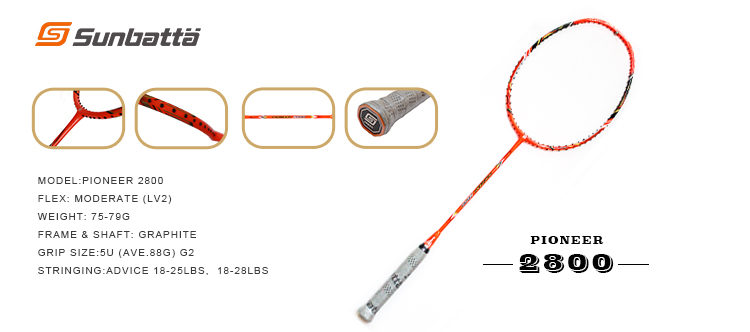 Sunbattä
MODEL:PIONEER 2800
FLEX: MODERATE (LV2)
WEIGHT: 75-79G
FRAME & SHAFT: GRAPHITE
GRIP SIZE:5U (AVE.88G) G2
STRINGING:ADVICE 18-25LBS, 18-28LBS
PIONEER
2800